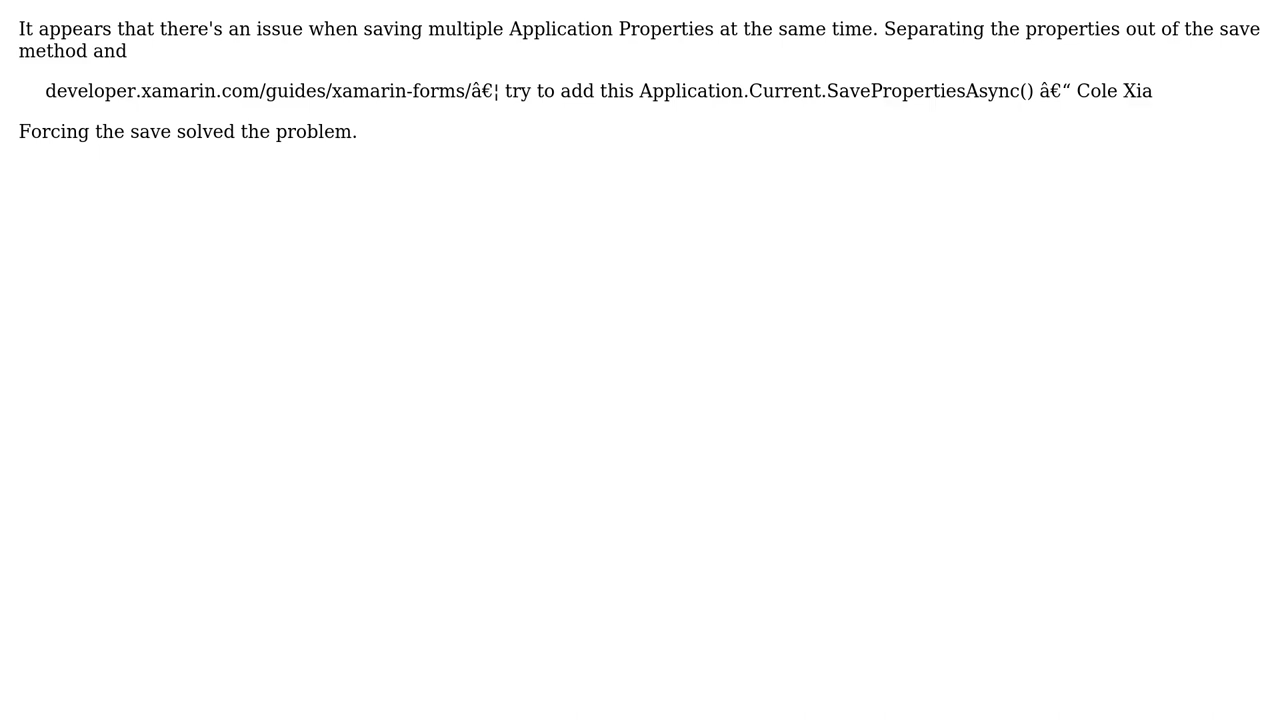 It appears that there's an issue when saving multiple Application Properties at the same time. Separating the properties out of the save
method and
developer.xamarin.com/guides/xamarin-forms/â€¦ try to add this Application.Current.SavePropertiesAsync() â€“ Cole Xia
Forcing the save solved the problem.